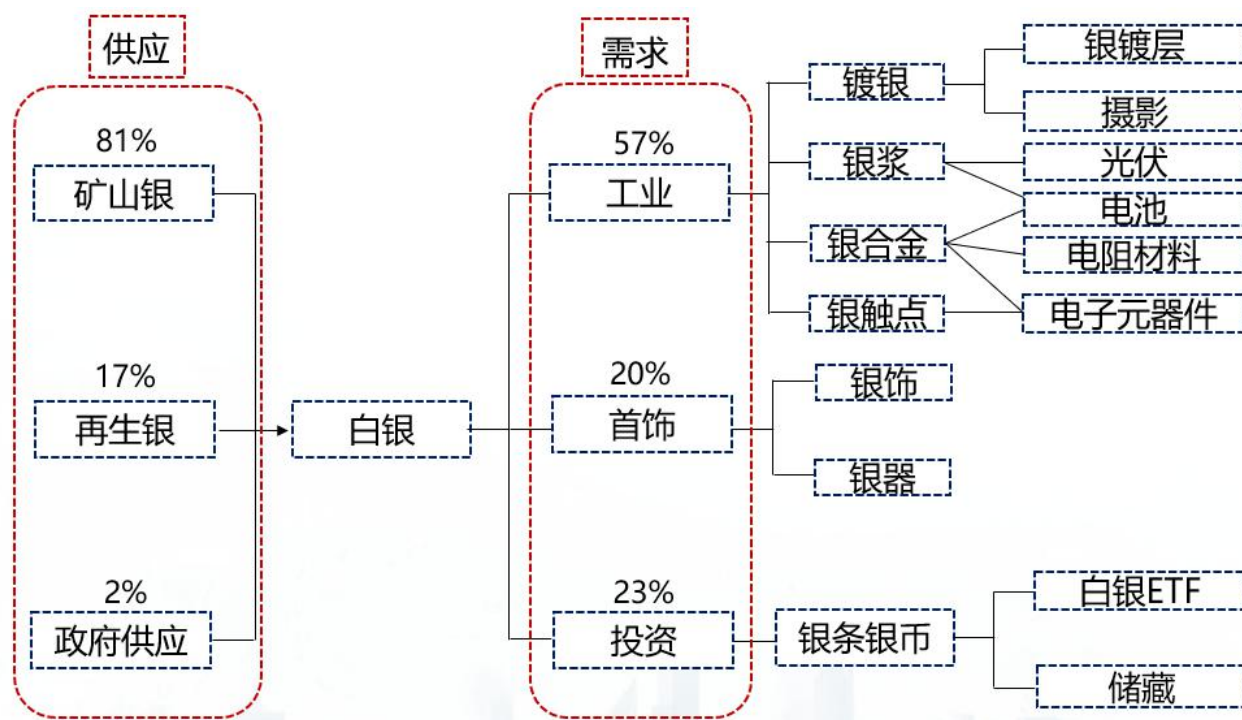 供应
81%
矿山银
17%
再生银
2%
政府供应
白银
需求
57%
工业
20%
首饰
23%
投资
镀银
银浆
银合金
银触点
银饰
银器
银条银币
银镀层
摄影
光伏
电池
电阻材料
电子元器件
白银ETF
储藏